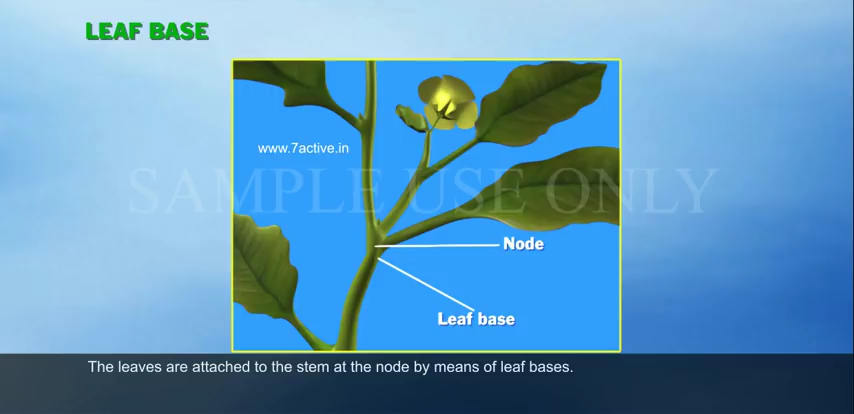 LEAF BASE
www.7active.in
SAMPLE USE ONLY
Node
Leaf base
The leaves are attached to the stem at the node by means of leaf bases.